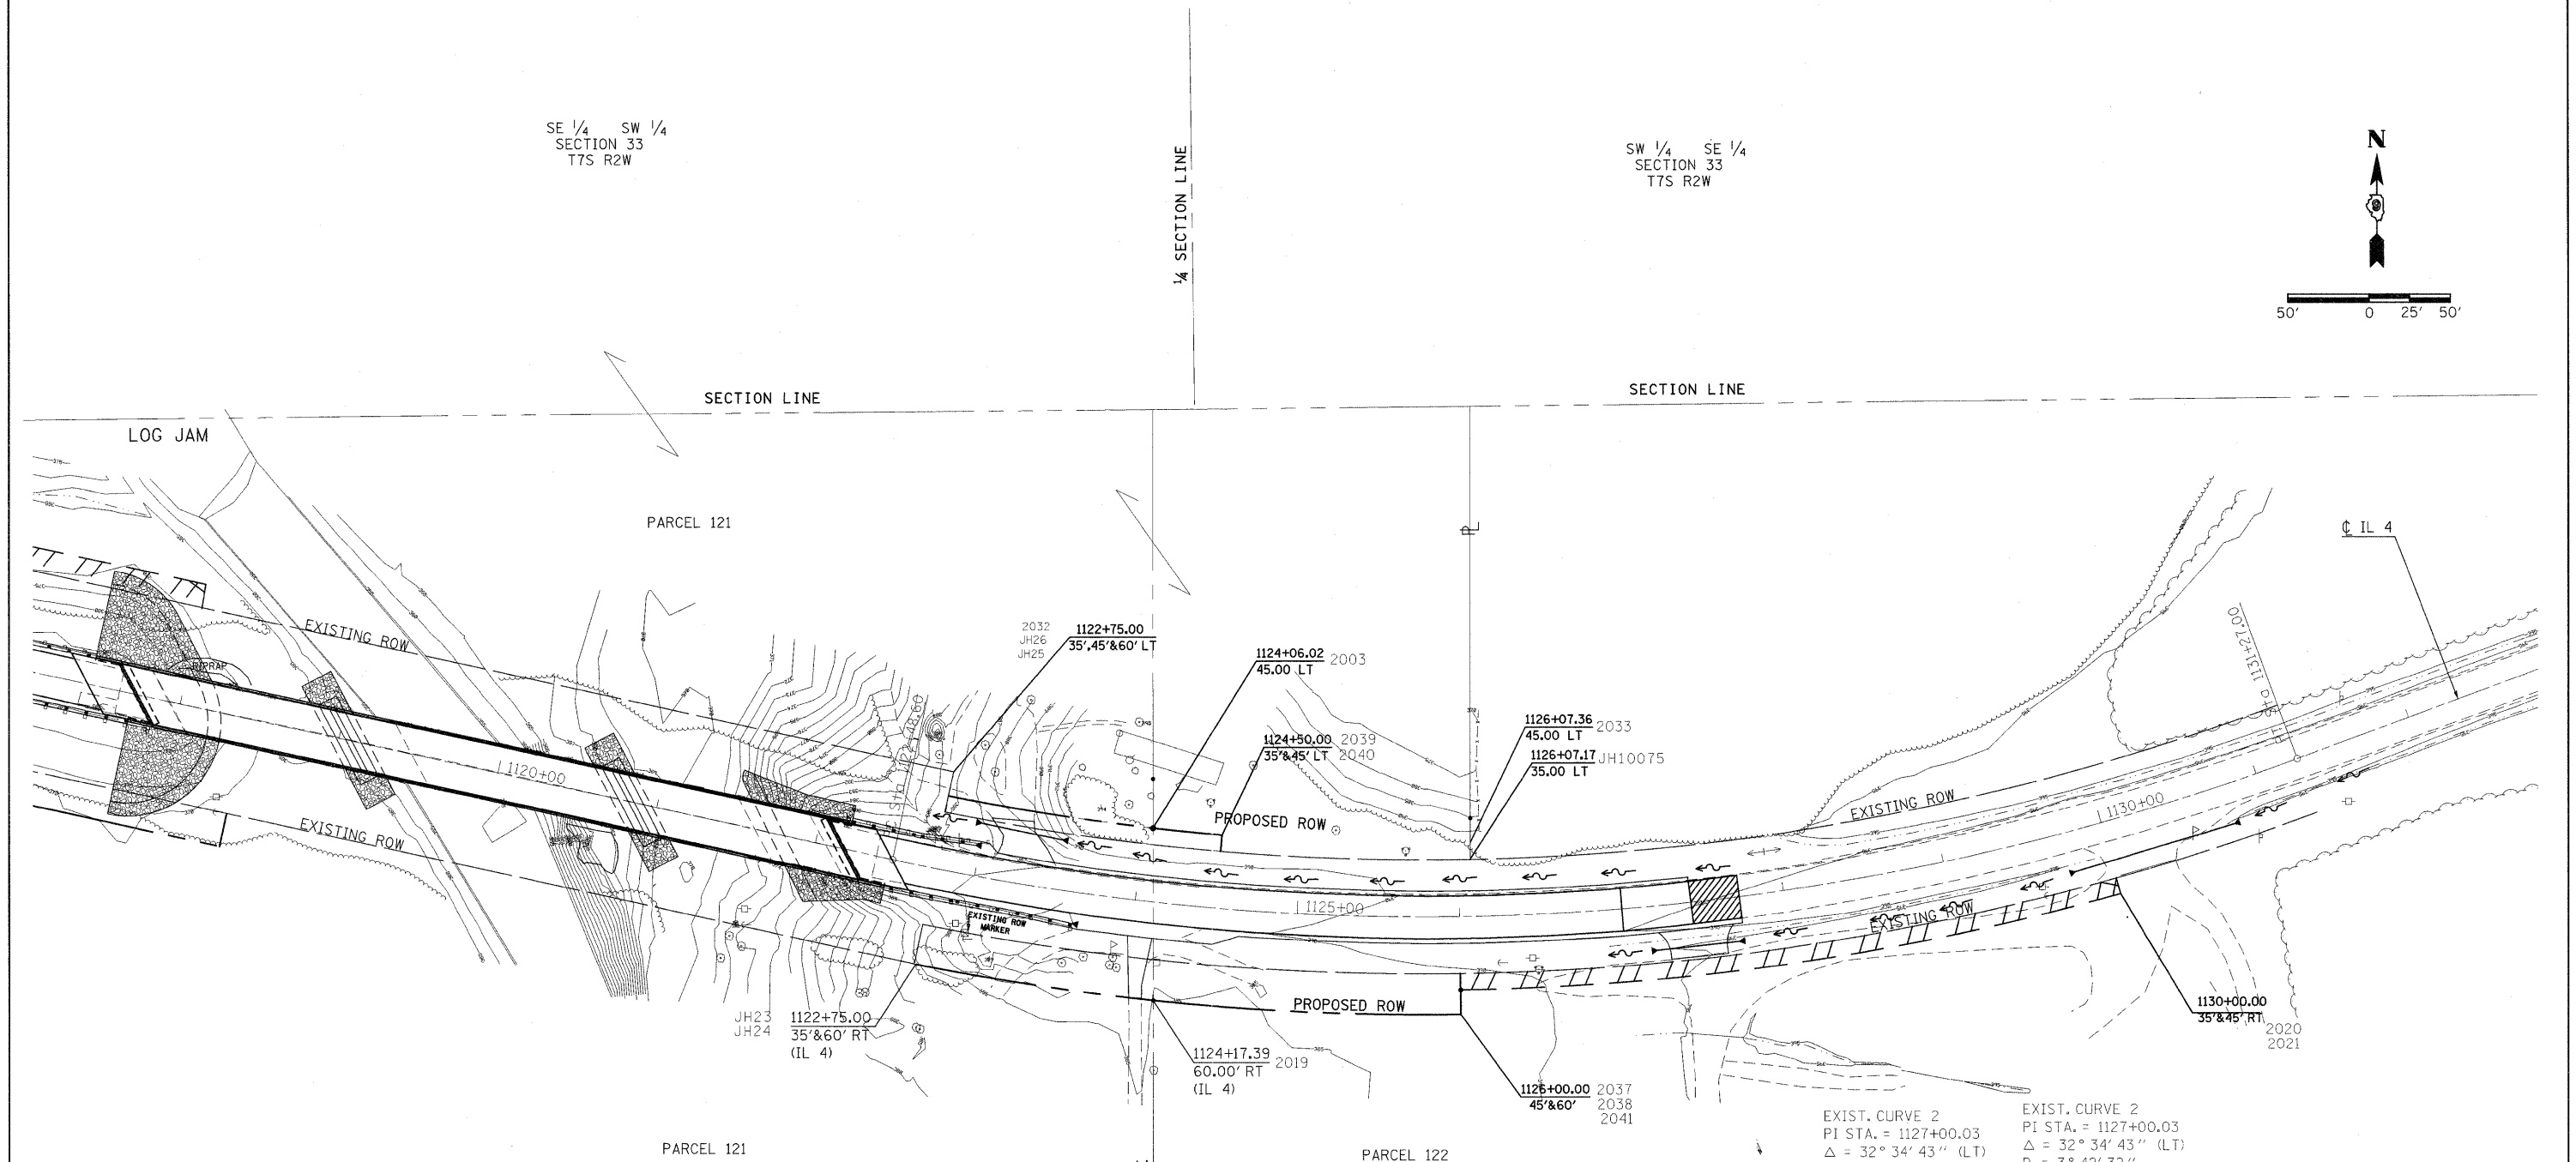 SE 1/4 SW 1/4
SECTION 33
T7S R2W
1/4 SECTION LINE
SW 1/4 SE 1/4
SECTION 33
T7S R2W
N
50' 0 25' 50'
SECTION LINE
SECTION LINE
LOG JAM
PARCEL 121
℄ IL 4
2032
JH26
JH25
1122+75.00
35',45'&60' LT
1124+06.02 2003
45.00 LT
1124+50.00 2039
35'&45' LT 2040
1126+07.36 2033
45.00 LT
1126+07.17 JH10075
35.00 LT
Sta 1131+27.00
EXISTING ROW
RIPRAP
1120+00
EXISTING ROW
PROPOSED ROW
EXISTING ROW
1130+00
1125+00
EXISTING ROW
MARKER
EXISTING ROW
PROPOSED ROW
JH23
JH24
1122+75.00
35'&60' RT
(IL 4)
1124+17.39 2019
60.00' RT
(IL 4)
1126+00.00 2037
45'&60' 2038
2041
1130+00.00
35'&45' RT
2020
2021
PARCEL 121
PARCEL 122
EXIST. CURVE 2
PI STA. = 1127+00.03
Δ = 32° 34' 43" (LT)
EXIST. CURVE 2
PI STA. = 1127+00.03
Δ = 32° 34' 43" (LT)